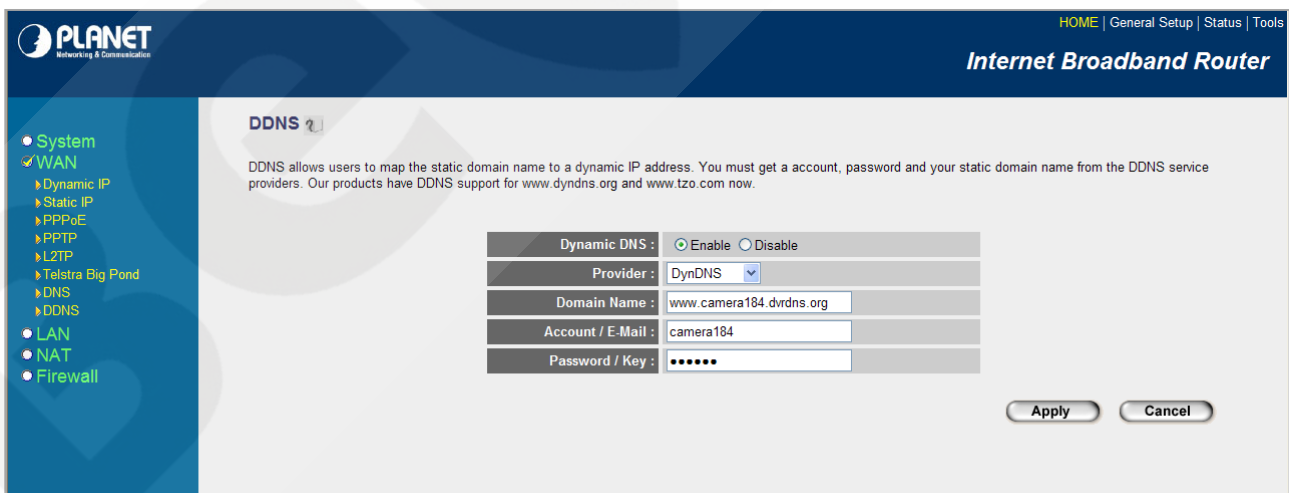 PLANET
Networking & Communication
HOME | General Setup | Status | Tools
Internet Broadband Router
System
WAN
Dynamic IP
Static IP
PPPoE
PPTP
L2TP
Telstra Big Pond
DNS
DDNS
LAN
NAT
Firewall
DDNS
DDNS allows users to map the static domain name to a dynamic IP address. You must get a account, password and your static domain name from the DDNS service
providers. Our products have DDNS support for www.dyndns.org and www.tzo.com now.
Dynamic DNS : Enable Disable
Provider : DynDNS
Domain Name : www.camera184.dvrdns.org
Account / E-Mail : camera184
Password / Key : ●●●●●●
Apply Cancel